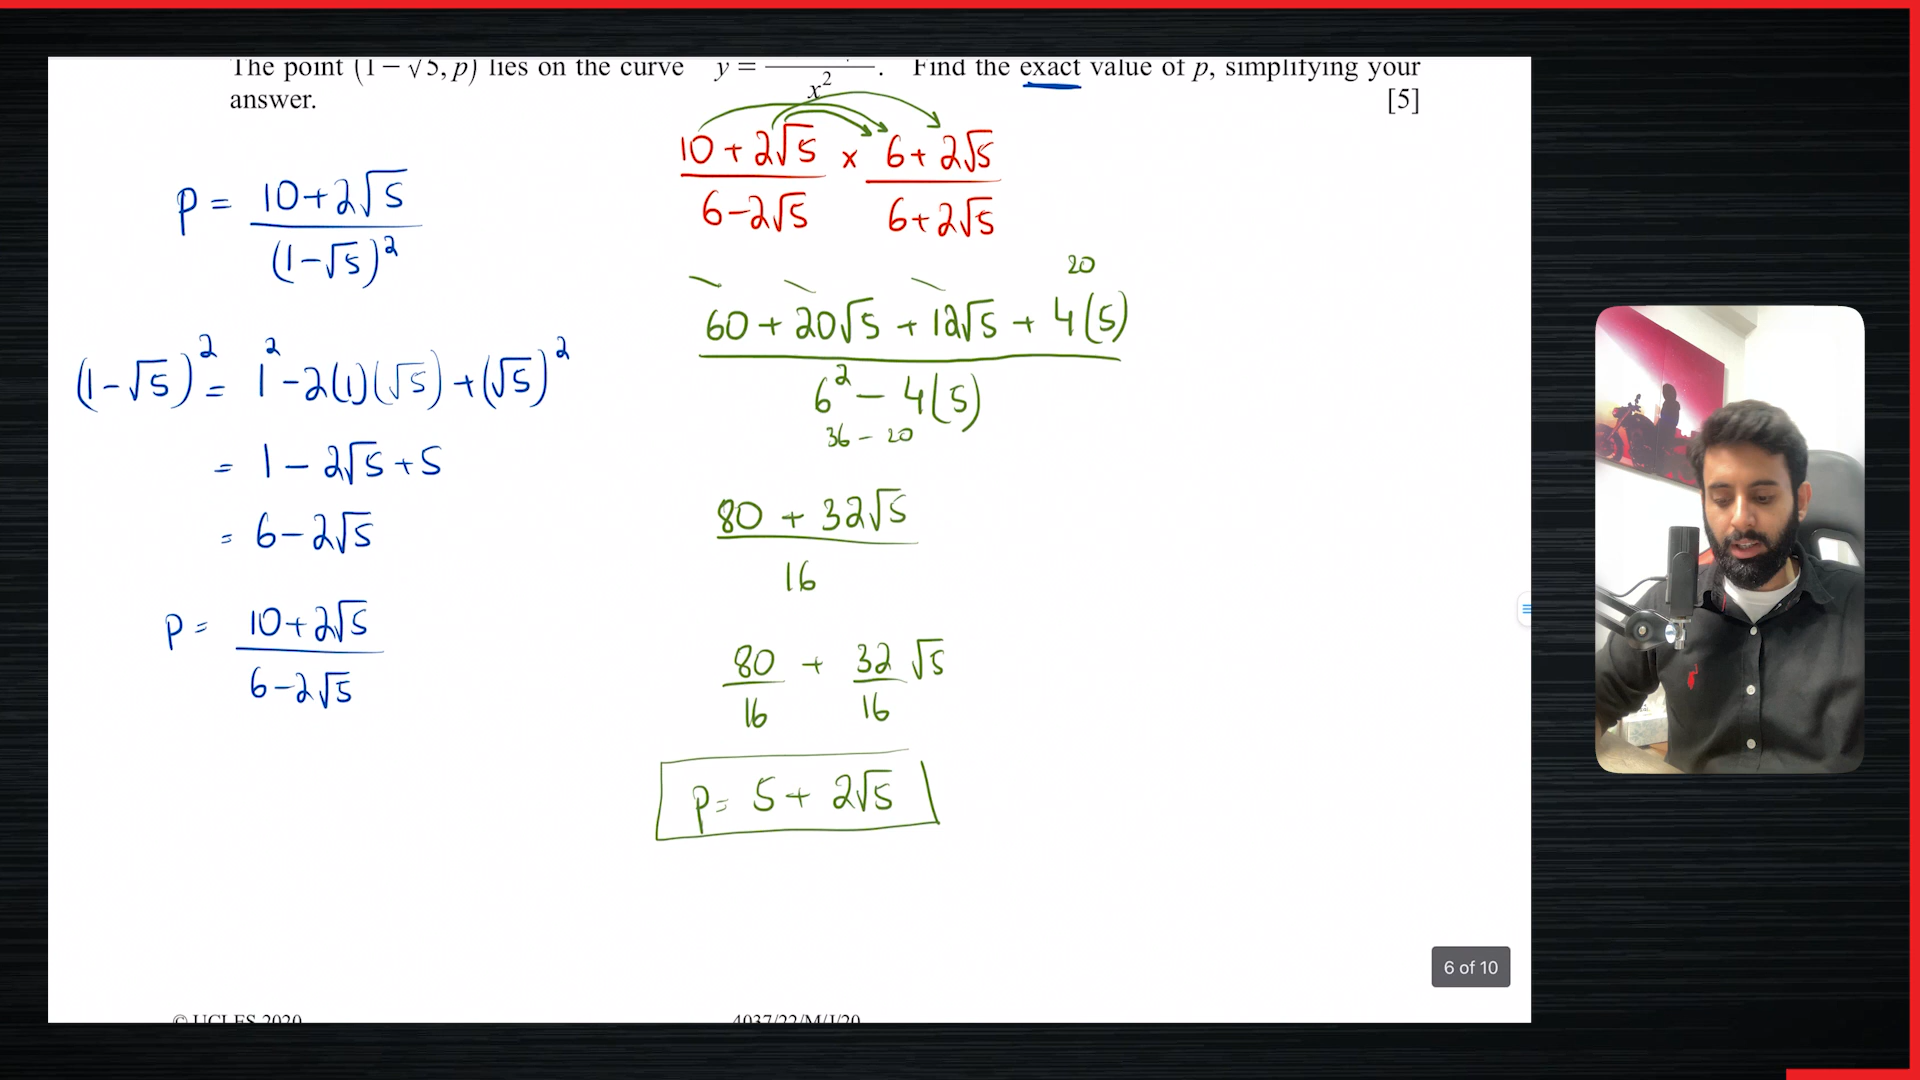 The point (1 − √5, p) lies on the curve y = ———/x². Find the exact value of p, simplifying your
answer. [5]
p = (10+2√5)/(1−√5)²
(1−√5)² = 1² − 2(1)(√5) + (√5)²
= 1 − 2√5 + 5
= 6 − 2√5
p = (10+2√5)/(6−2√5)
(10 + 2√5)/(6 − 2√5) × (6 + 2√5)/(6 + 2√5)
20
(60 + 20√5 + 12√5 + 4(5))/(6² − 4(5))
36 − 20
(80 + 32√5)/16
80/16 + 32/16 √5
p = 5 + 2√5
6 of 10
© UCLES 2020 4037/22/M/J/20